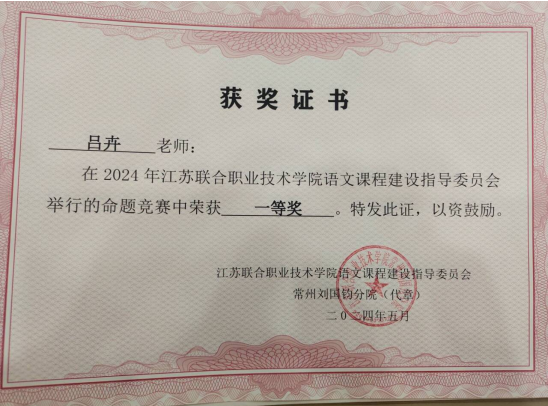 获奖证书
吕卉 老师：
在 2024 年江苏联合职业技术学院语文课程建设指导委员会
举行的命题竞赛中荣获 一等奖 。特发此证，以资鼓励。
江苏联合职业技术学院语文课程建设指导委员会
常州刘国钧分院（代章）
二〇二四年五月